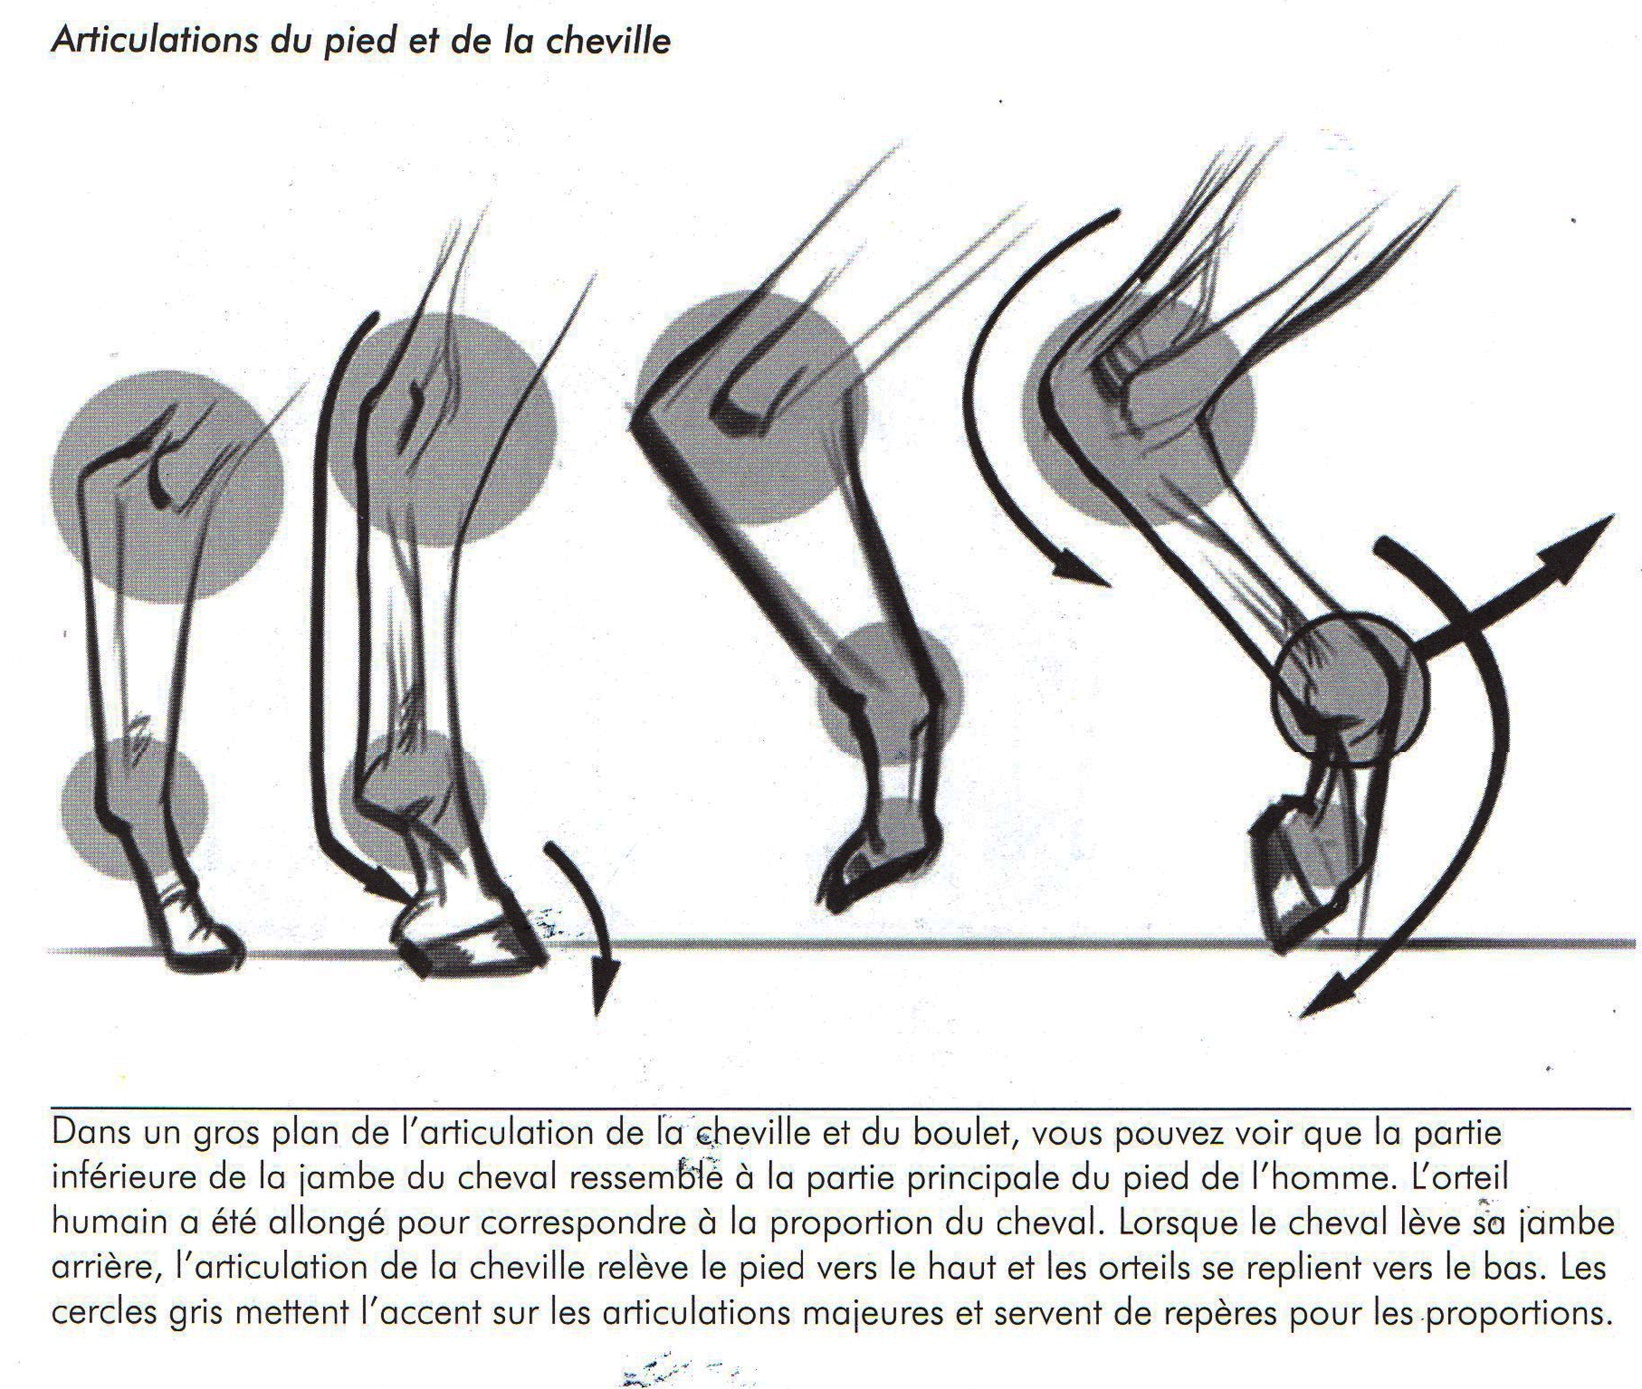 Articulations du pied et de la cheville
Dans un gros plan de l'articulation de la cheville et du boulet, vous pouvez voir que la partie
inférieure de la jambe du cheval ressemble à la partie principale du pied de l'homme. L'orteil
humain a été allongé pour correspondre à la proportion du cheval. Lorsque le cheval lève sa jambe
arrière, l'articulation de la cheville relève le pied vers le haut et les orteils se replient vers le bas. Les
cercles gris mettent l'accent sur les articulations majeures et servent de repères pour les proportions.